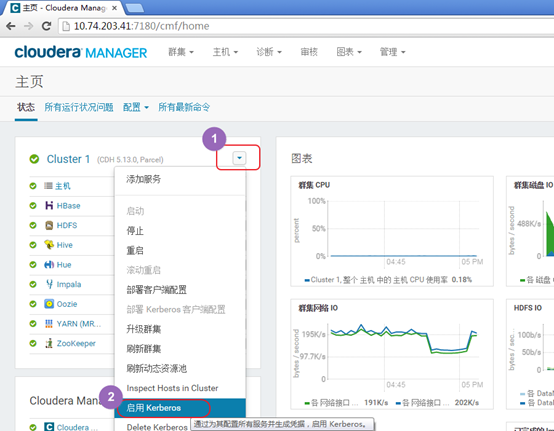 主页 - Cloudera Manager
10.74.203.41:7180/cmf/home
cloudera MANAGER 群集 主机 诊断 审核 图表 管理
主页
状态 所有运行状况问题 配置 所有最新命令
1
Cluster 1 (CDH 5.13.0, Parcel)
主机
HBase
HDFS
Hive
Hue
Impala
Oozie
YARN (MR...
ZooKeeper
Cloudera Mana
Cloudera ...
添加服务
启动
停止
重启
滚动重启
部署客户端配置
部署 Kerberos 客户端配置
升级群集
刷新群集
刷新动态资源池
Inspect Hosts in Cluster
2
启用 Kerberos
Delete Kerberos
通过为其配置所有服务并生成凭据，启用 Kerberos。
图表
群集 CPU
percent
100%
50%
0%
04:45 05 PM
Cluster 1, 整个 主机 中的 主机 CPU 使用率 0.18%
群集磁盘 IO
bytes / second
488K/s
各 磁盘
群集网络 IO
bytes / second
195K/s
97.7K/s
04:45 05 PM
各 网络接口 ... 191K/s 各 网络接口 ... 202K/s
HDFS IO
bytes / second
100b/s
50b/s
0
各 DataN
各 Data